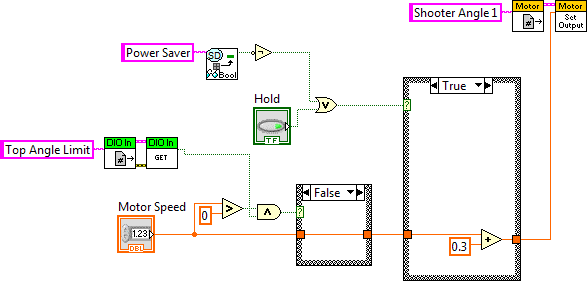 Shooter Angle 1
Motor
#
Motor
Set
Output
Power Saver
SD
Bool
Hold
TF
True
?
Top Angle Limit
DIO In
#
DIO In
GET
Motor Speed
1.23
DBL
0
>
False
?
0.3
+